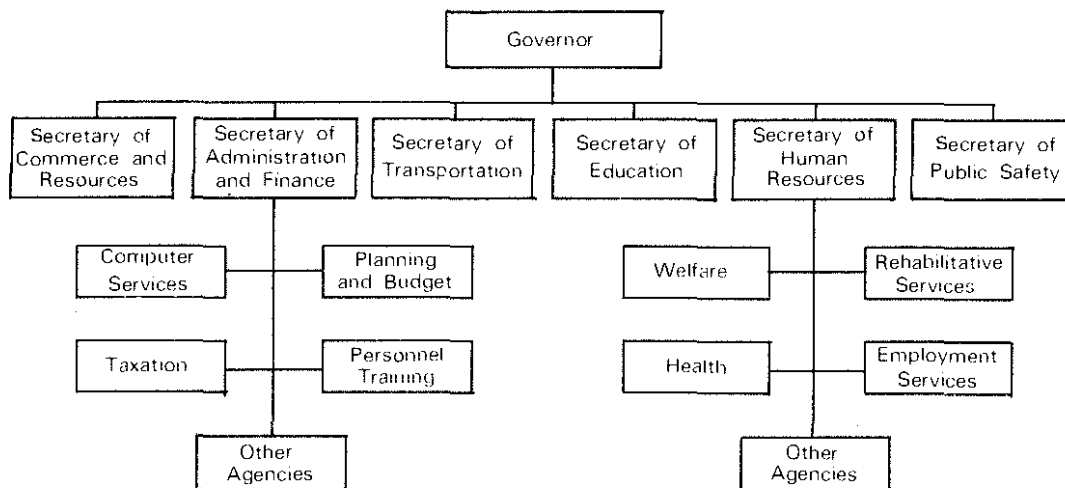 Governor
Secretary of
Commerce and
Resources
Secretary of
Administration
and Finance
Secretary of
Transportation
Secretary of
Education
Secretary of
Human
Resources
Secretary of
Public Safety
Computer
Services
Planning
and Budget
Welfare
Rehabilitative
Services
Taxation
Personnel
Training
Health
Employment
Services
Other
Agencies
Other
Agencies